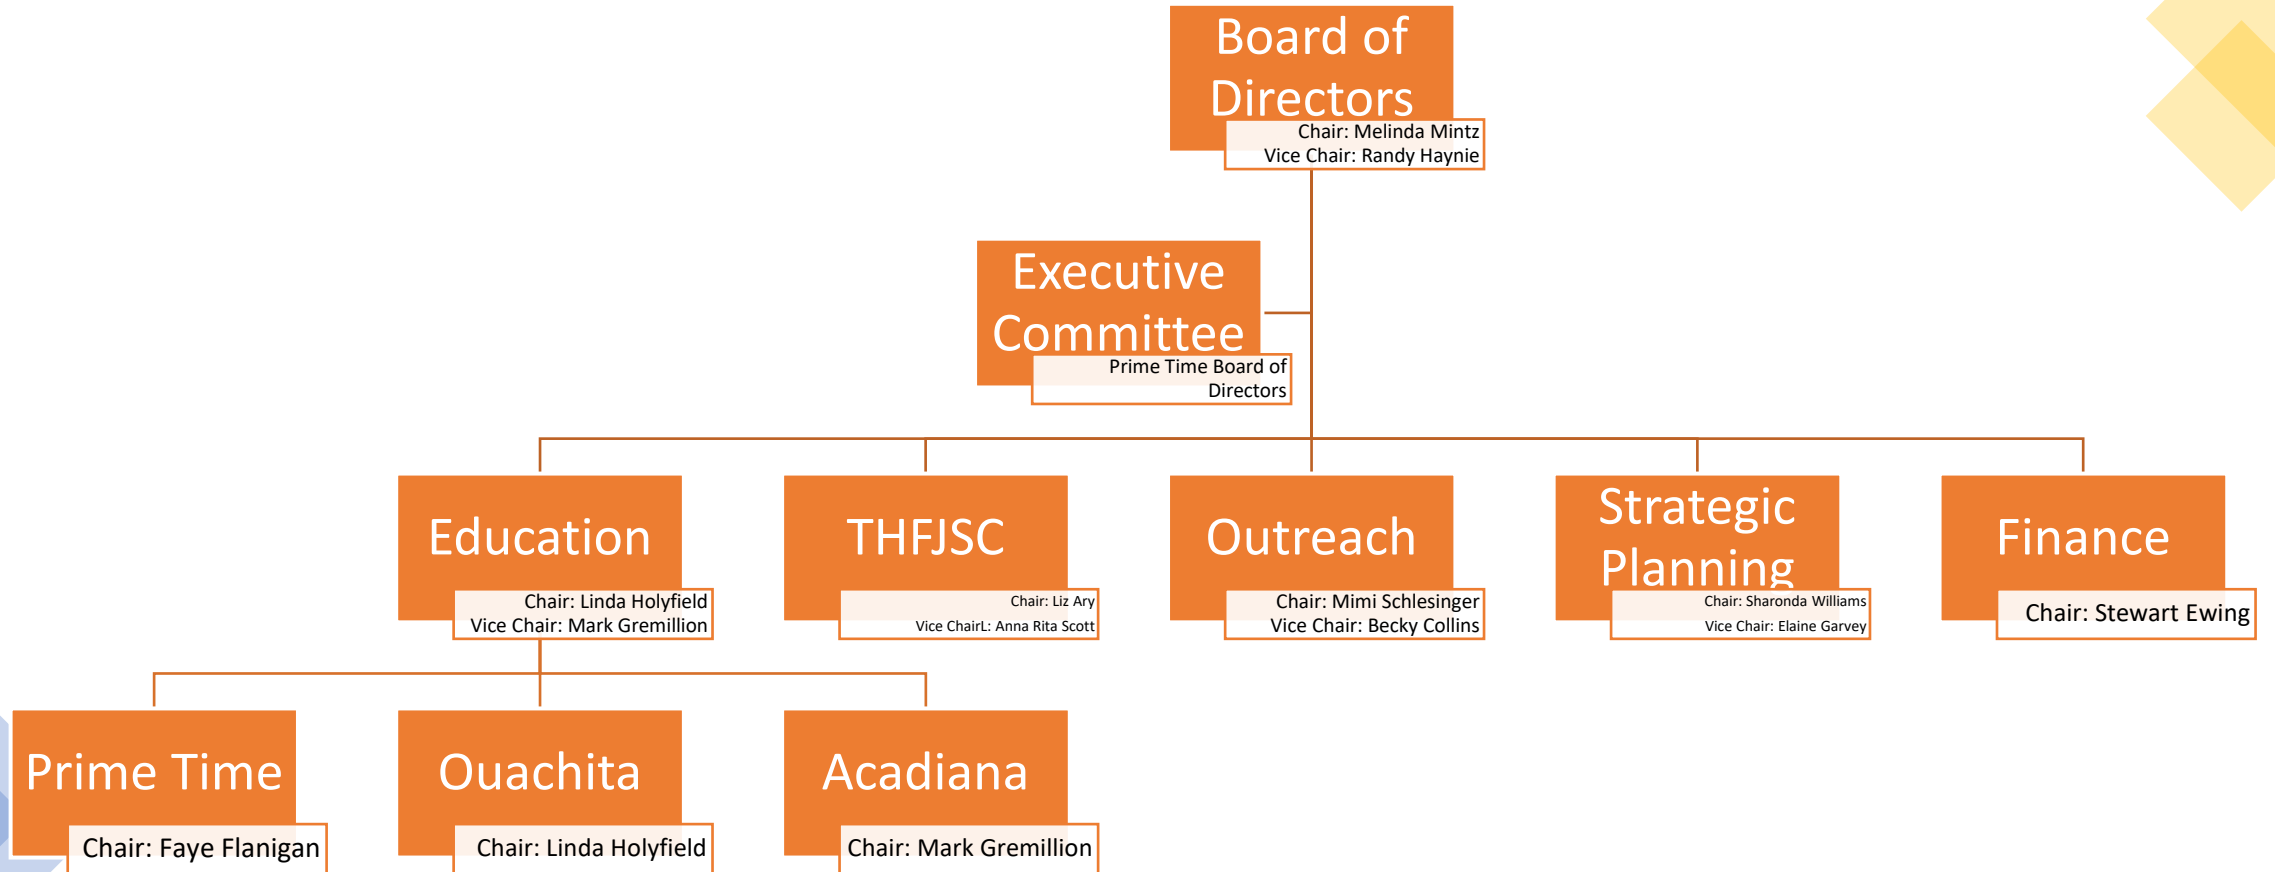 Board of
Directors
Chair: Melinda Mintz
Vice Chair: Randy Haynie
Executive
Committee
Prime Time Board of
Directors
Education
Chair: Linda Holyfield
Vice Chair: Mark Gremillion
THFJSC
Chair: Liz Ary
Vice ChairL: Anna Rita Scott
Outreach
Chair: Mimi Schlesinger
Vice Chair: Becky Collins
Strategic
Planning
Chair: Sharonda Williams
Vice Chair: Elaine Garvey
Finance
Chair: Stewart Ewing
Prime Time
Chair: Faye Flanigan
Ouachita
Chair: Linda Holyfield
Acadiana
Chair: Mark Gremillion